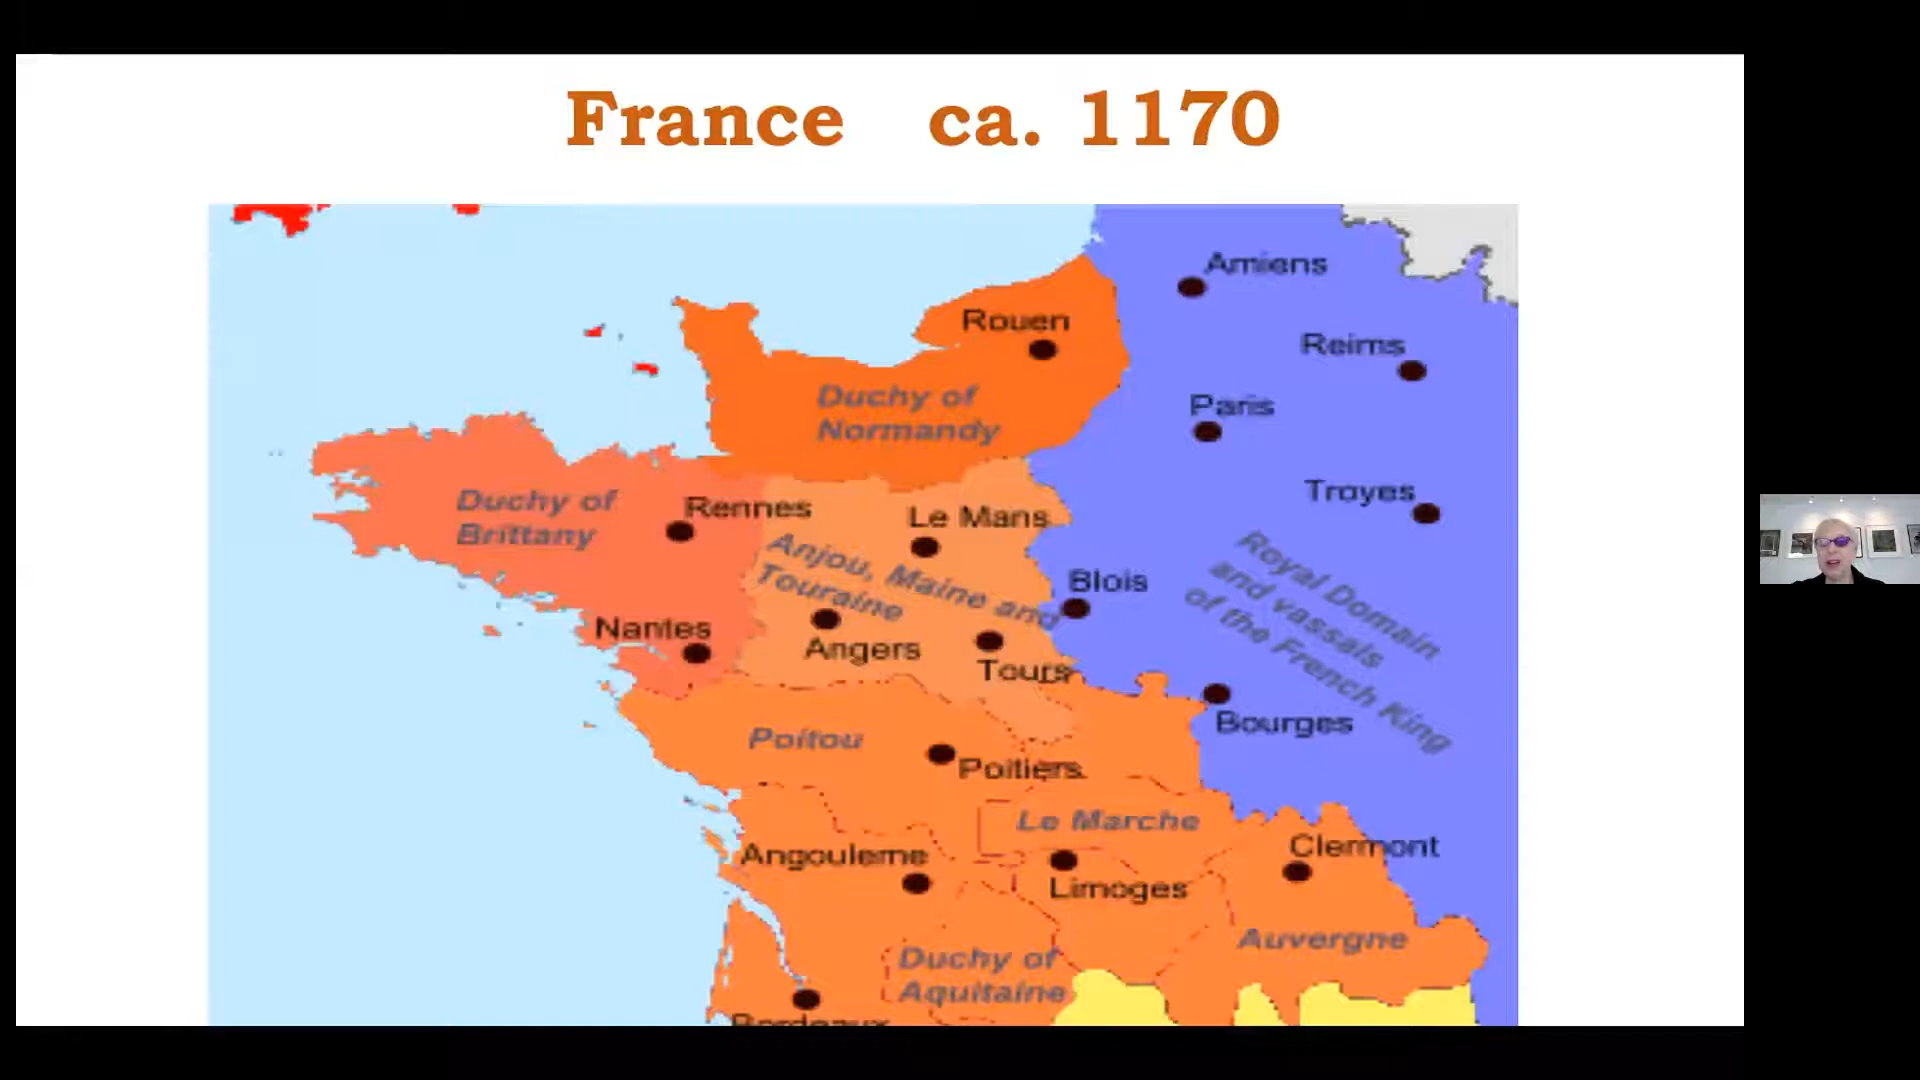 France ca. 1170
Amiens
Rouen
Reims
Duchy of
Normandy
Paris
Troyes
Duchy of
Brittany
Rennes
Le Mans
Anjou, Maine and
Touraine
Blois
Royal Domain
and vassals
of the French King
Nantes
Angers
Tours
Bourges
Poitou
Poitiers
Le Marche
Angouleme
Clermont
Limoges
Auvergne
Duchy of
Aquitaine
Bordeaux